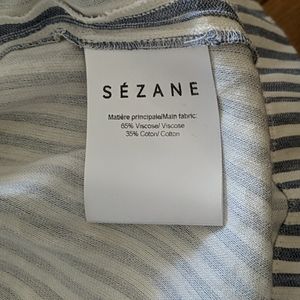 SÉZANE
Matière principale/Main fabric:
65% Viscose/ Viscose
35% Coton/ Cotton